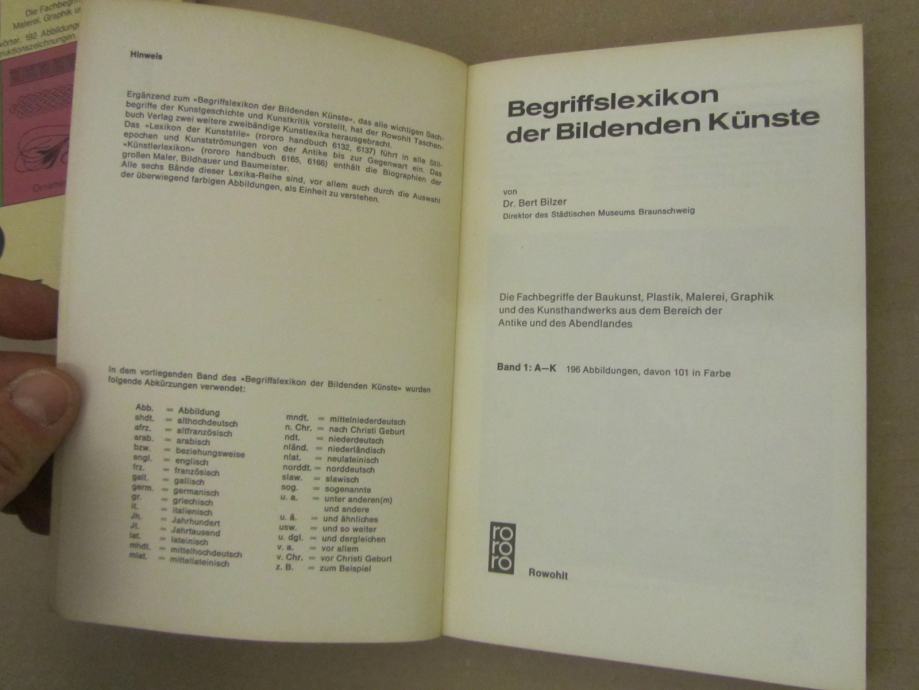 Die Fachbegriffe
Malerei, Graphik u
wörter. 192 Abbildunge
Hinweis
Ergänzend zum «Begriffslexikon der Bildenden Künste», das alle wichtigen Sach-
begriffe der Kunstgeschichte und Kunstkritik vorstellt, hat der Rowohlt Taschen-
buch Verlag zwei weitere zweibändige Kunstlexika herausgebracht.
Das «Lexikon der Kunststile» (rororo handbuch 6132, 6137) führt in alle Stil-
epochen und Kunstströmungen von der Antike bis zur Gegenwart ein. Das
«Künstlerlexikon» (rororo handbuch 6165, 6166) enthält die Biographien der
großen Maler, Bildhauer und Baumeister.
Alle sechs Bände dieser Lexika-Reihe sind, vor allem auch durch die Auswahl
der überwiegend farbigen Abbildungen, als Einheit zu verstehen.
In dem vorliegenden Band des «Begriffslexikon der Bildenden Künste» wurden
folgende Abkürzungen verwendet:
Abb. = Abbildung
ahdt. = althochdeutsch
afrz. = altfranzösisch
arab. = arabisch
bzw. = beziehungsweise
engl. = englisch
frz. = französisch
gall. = gallisch
germ. = germanisch
gr. = griechisch
it. = italienisch
Jh. = Jahrhundert
Jt. = Jahrtausend
lat. = lateinisch
mhdt. = mittelhochdeutsch
mlat. = mittellateinisch
mndt. = mittelniederdeutsch
n. Chr. = nach Christi Geburt
ndt. = niederdeutsch
nländ. = niederländisch
nlat. = neulateinisch
norddt. = norddeutsch
slaw. = slawisch
sog. = sogenannte
u. a. = unter anderen(m)
und andere
u. ä. = und ähnliches
usw. = und so weiter
u. dgl. = und dergleichen
v. a. = vor allem
v. Chr. = vor Christi Geburt
z. B. = zum Beispiel
Begriffslexikon
der Bildenden Künste
von
Dr. Bert Bilzer
Direktor des Städtischen Museums Braunschweig
Die Fachbegriffe der Baukunst, Plastik, Malerei, Graphik
und des Kunsthandwerks aus dem Bereich der
Antike und des Abendlandes
Band 1: A—K 196 Abbildungen, davon 101 in Farbe
ro
ro
ro
Rowohlt